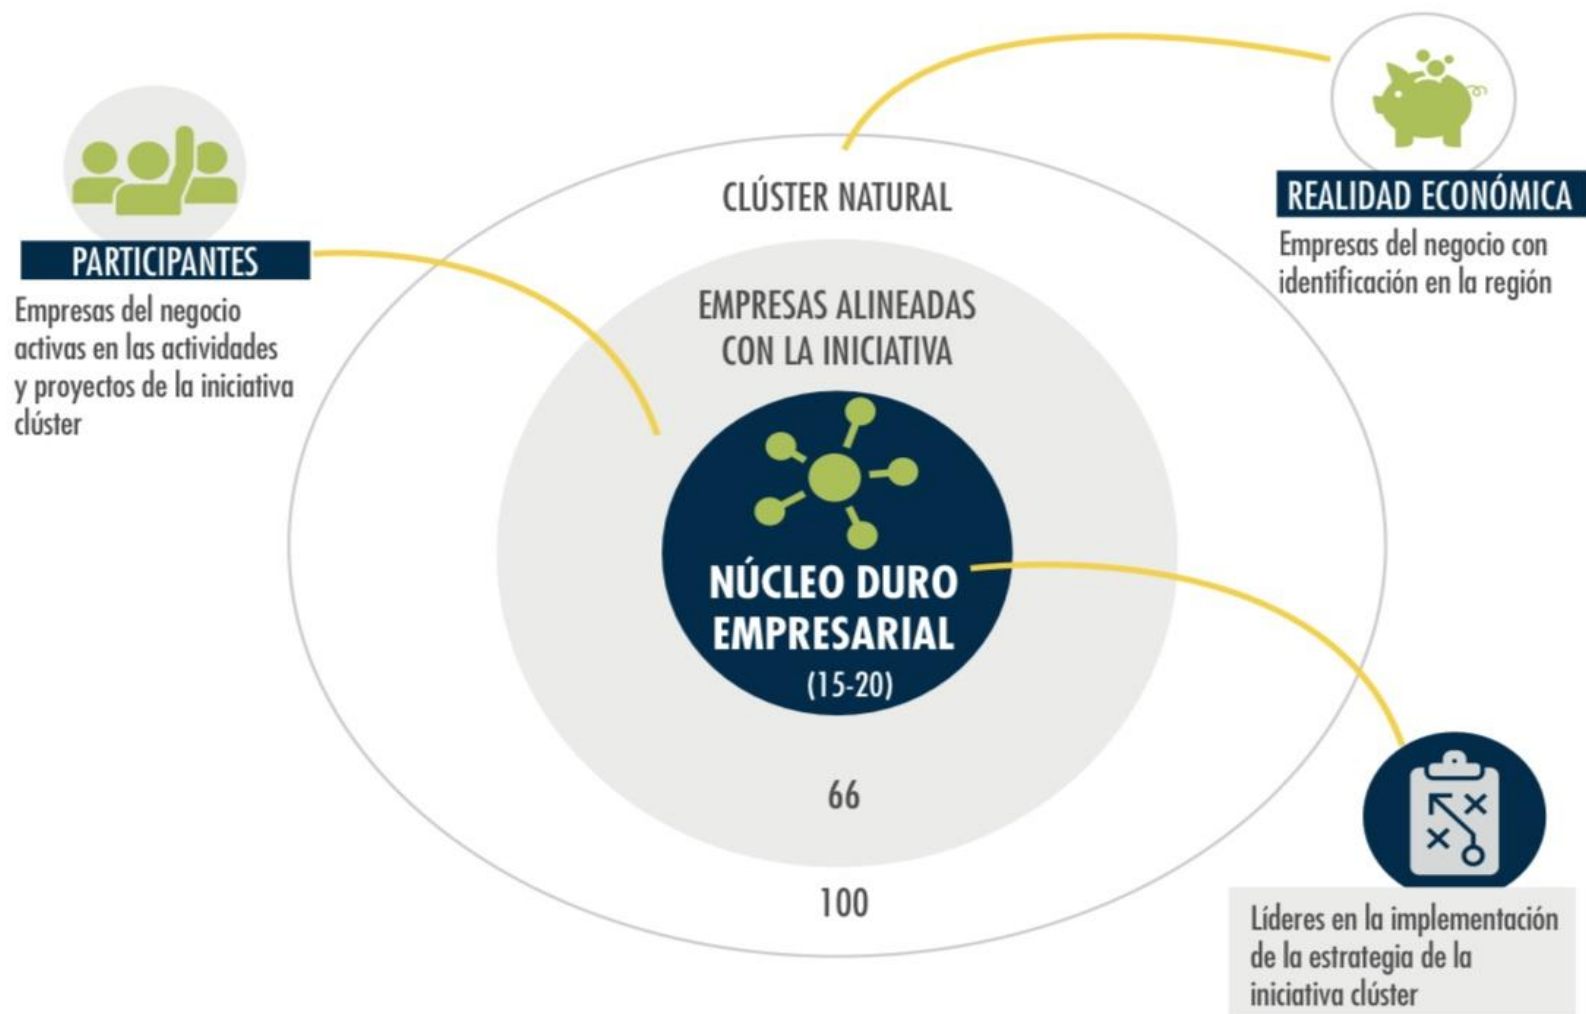 PARTICIPANTES
Empresas del negocio
activas en las actividades
y proyectos de la iniciativa
clúster
CLÚSTER NATURAL
EMPRESAS ALINEADAS
CON LA INICIATIVA
NÚCLEO DURO
EMPRESARIAL
(15-20)
66
100
REALIDAD ECONÓMICA
Empresas del negocio con
identificación en la región
Líderes en la implementación
de la estrategia de la
iniciativa clúster